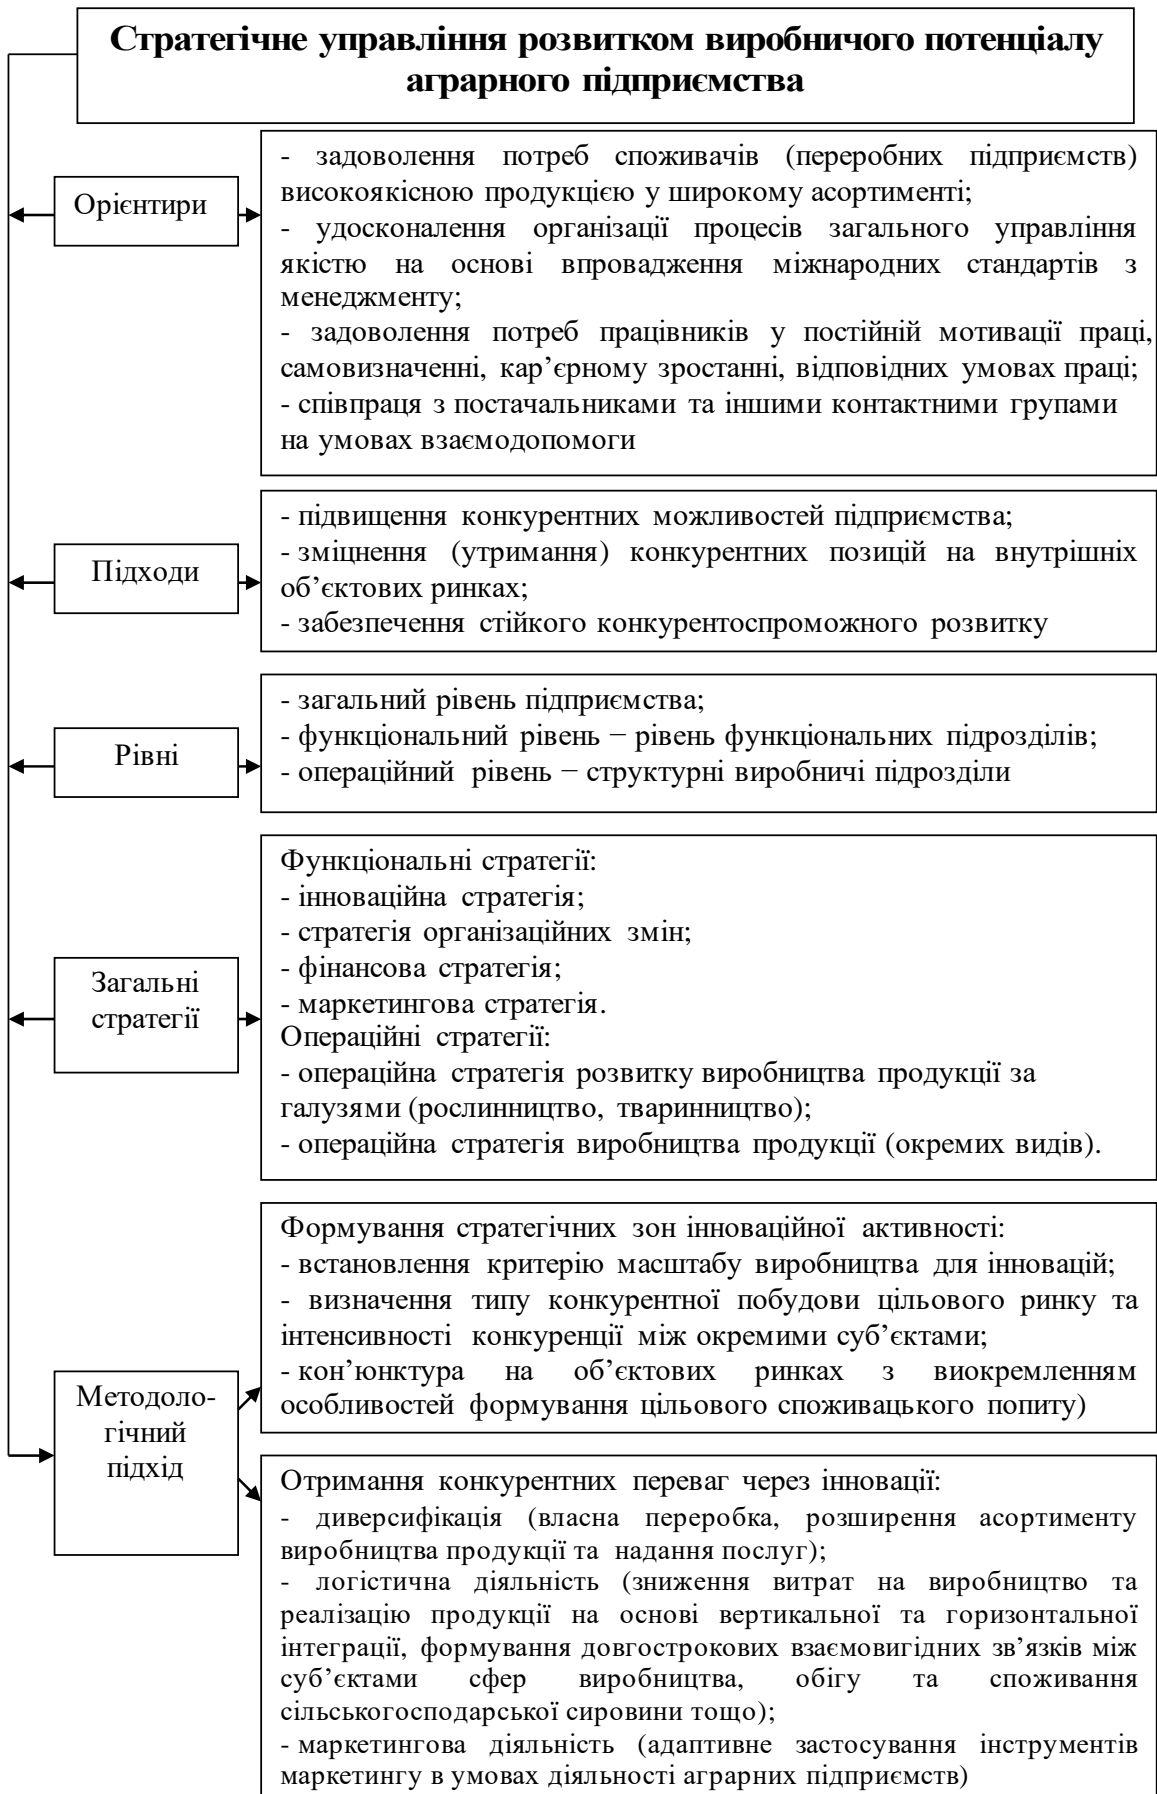 Стратегічне управління розвитком виробничого потенціалу
аграрного підприємства
Орієнтири
- задоволення потреб споживачів (переробних підприємств)
високоякісною продукцією у широкому асортименті;
- удосконалення організації процесів загального управління
якістю на основі впровадження міжнародних стандартів з
менеджменту;
- задоволення потреб працівників у постійній мотивації праці,
самовизначенні, кар’єрному зростанні, відповідних умовах праці;
- співпраця з постачальниками та іншими контактними групами
на умовах взаємодопомоги
Підходи
- підвищення конкурентних можливостей підприємства;
- зміцнення (утримання) конкурентних позицій на внутрішніх
об’єктових ринках;
- забезпечення стійкого конкурентоспроможного розвитку
Рівні
- загальний рівень підприємства;
- функціональний рівень − рівень функціональних підрозділів;
- операційний рівень − структурні виробничі підрозділи
Загальні
стратегії
Функціональні стратегії:
- інноваційна стратегія;
- стратегія організаційних змін;
- фінансова стратегія;
- маркетингова стратегія.
Операційні стратегії:
- операційна стратегія розвитку виробництва продукції за
галузями (рослинництво, тваринництво);
- операційна стратегія виробництва продукції (окремих видів).
Методоло-
гічний
підхід
Формування стратегічних зон інноваційної активності:
- встановлення критерію масштабу виробництва для інновацій;
- визначення типу конкурентної побудови цільового ринку та
інтенсивності конкуренції між окремими суб’єктами;
- кон’юнктура на об’єктових ринках з виокремленням
особливостей формування цільового споживацького попиту)
Отримання конкурентних переваг через інновації:
- диверсифікація (власна переробка, розширення асортименту
виробництва продукції та надання послуг);
- логістична діяльність (зниження витрат на виробництво та
реалізацію продукції на основі вертикальної та горизонтальної
інтеграції, формування довгострокових взаємовигідних зв’язків між
суб’єктами сфер виробництва, обігу та споживання
сільськогосподарської сировини тощо);
- маркетингова діяльність (адаптивне застосування інструментів
маркетингу в умовах діяльності аграрних підприємств)